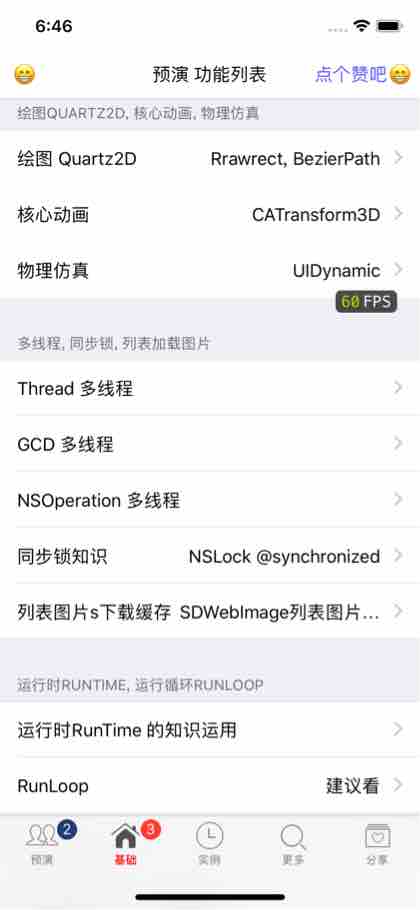 6:46
😁 预演 功能列表 点个赞吧😁
绘图QUARTZ2D, 核心动画, 物理仿真
绘图 Quartz2D Rrawrect, BezierPath
核心动画 CATransform3D
物理仿真 UIDynamic
60 FPS
多线程, 同步锁, 列表加载图片
Thread 多线程
GCD 多线程
NSOperation 多线程
同步锁知识 NSLock @synchronized
列表图片s下载缓存 SDWebImage列表图片...
运行时RUNTIME, 运行循环RUNLOOP
运行时RunTime 的知识运用
RunLoop 建议看
2 3
预演 基础 实例 更多 分享